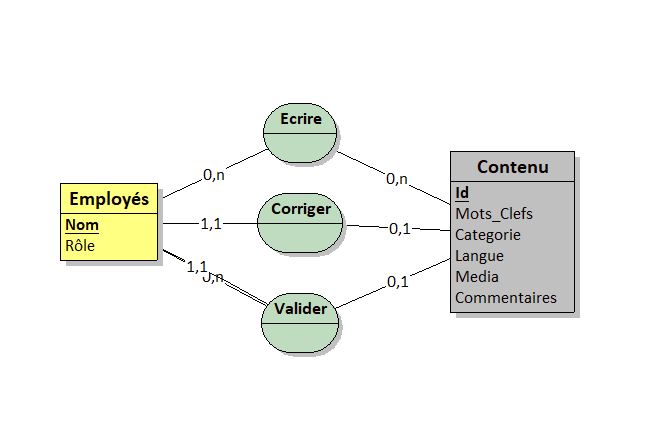 Ecrire
0,n
0,n
Contenu
Id
Mots_Clefs
Categorie
Langue
Media
Commentaires
Employés
Nom
Rôle
1,1
Corriger
0,1
1,1
0,n
Valider
0,1